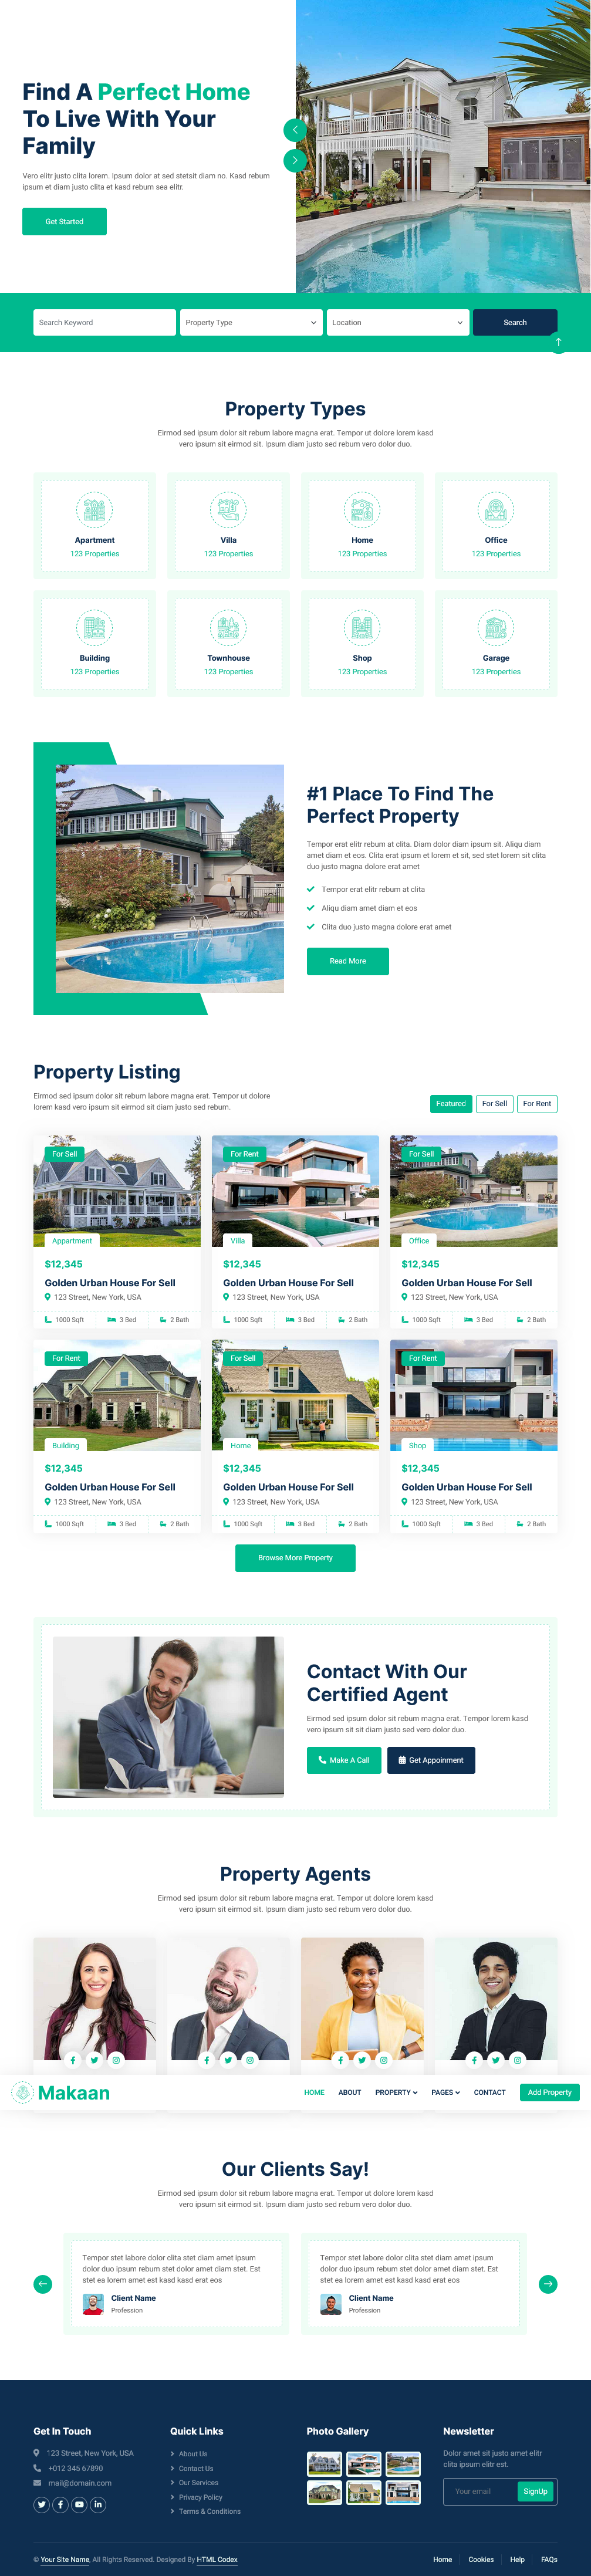 Find A Perfect Home
To Live With Your
Family
Vero elitr justo clita lorem. Ipsum dolor at sed stetsit diam no. Kasd rebum
ipsum et diam justo clita et kasd rebum sea elitr.
Get Started
Search Keyword
Property Type
Location
Search
Property Types
Eirmod sed ipsum dolor sit rebum labore magna erat. Tempor ut dolore lorem kasd
vero ipsum sit eirmod sit. Ipsum diam justo sed rebum vero dolor duo.
Apartment
123 Properties
Villa
123 Properties
Home
123 Properties
Office
123 Properties
Building
123 Properties
Townhouse
123 Properties
Shop
123 Properties
Garage
123 Properties
#1 Place To Find The
Perfect Property
Tempor erat elitr rebum at clita. Diam dolor diam ipsum sit. Aliqu diam
amet diam et eos. Clita erat ipsum et lorem et sit, sed stet lorem sit clita
duo justo magna dolore erat amet
Tempor erat elitr rebum at clita
Aliqu diam amet diam et eos
Clita duo justo magna dolore erat amet
Read More
Property Listing
Eirmod sed ipsum dolor sit rebum labore magna erat. Tempor ut dolore
lorem kasd vero ipsum sit eirmod sit diam justo sed rebum.
Featured
For Sell
For Rent
For Sell
Appartment
$12,345
Golden Urban House For Sell
123 Street, New York, USA
1000 Sqft
3 Bed
2 Bath
For Rent
Villa
$12,345
Golden Urban House For Sell
123 Street, New York, USA
1000 Sqft
3 Bed
2 Bath
For Sell
Office
$12,345
Golden Urban House For Sell
123 Street, New York, USA
1000 Sqft
3 Bed
2 Bath
For Rent
Building
$12,345
Golden Urban House For Sell
123 Street, New York, USA
1000 Sqft
3 Bed
2 Bath
For Sell
Home
$12,345
Golden Urban House For Sell
123 Street, New York, USA
1000 Sqft
3 Bed
2 Bath
For Rent
Shop
$12,345
Golden Urban House For Sell
123 Street, New York, USA
1000 Sqft
3 Bed
2 Bath
Browse More Property
Contact With Our
Certified Agent
Eirmod sed ipsum dolor sit rebum magna erat. Tempor lorem kasd
vero ipsum sit sit diam justo sed vero dolor duo.
Make A Call
Get Appoinment
Property Agents
Eirmod sed ipsum dolor sit rebum labore magna erat. Tempor ut dolore lorem kasd
vero ipsum sit eirmod sit. Ipsum diam justo sed rebum vero dolor duo.
Makaan
HOME
ABOUT
PROPERTY
PAGES
CONTACT
Add Property
Our Clients Say!
Eirmod sed ipsum dolor sit rebum labore magna erat. Tempor ut dolore lorem kasd
vero ipsum sit eirmod sit. Ipsum diam justo sed rebum vero dolor duo.
Tempor stet labore dolor clita stet diam amet ipsum
dolor duo ipsum rebum stet dolor amet diam stet. Est
stet ea lorem amet est kasd kasd erat eos
Client Name
Profession
Tempor stet labore dolor clita stet diam amet ipsum
dolor duo ipsum rebum stet dolor amet diam stet. Est
stet ea lorem amet est kasd kasd erat eos
Client Name
Profession
Get In Touch
123 Street, New York, USA
+012 345 67890
mail@domain.com
Quick Links
About Us
Contact Us
Our Services
Privacy Policy
Terms & Conditions
Photo Gallery
Newsletter
Dolor amet sit justo amet elitr
clita ipsum elitr est.
Your email
SignUp
© Your Site Name, All Rights Reserved. Designed By HTML Codex
Home
Cookies
Help
FAQs